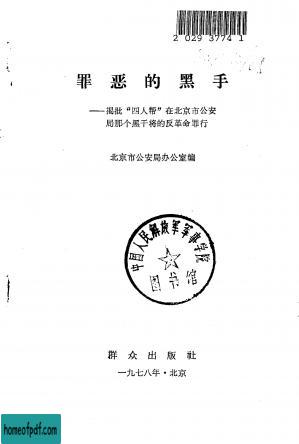 2 029 3774 1
罪恶的黑手
——揭批“四人帮”在北京市公安
局那个黑干将的反革命罪行
北京市公安局办公室编
中国人民解放军军事学院
图书馆
群众出版社
一九七八年·北京
homeofpdf.com